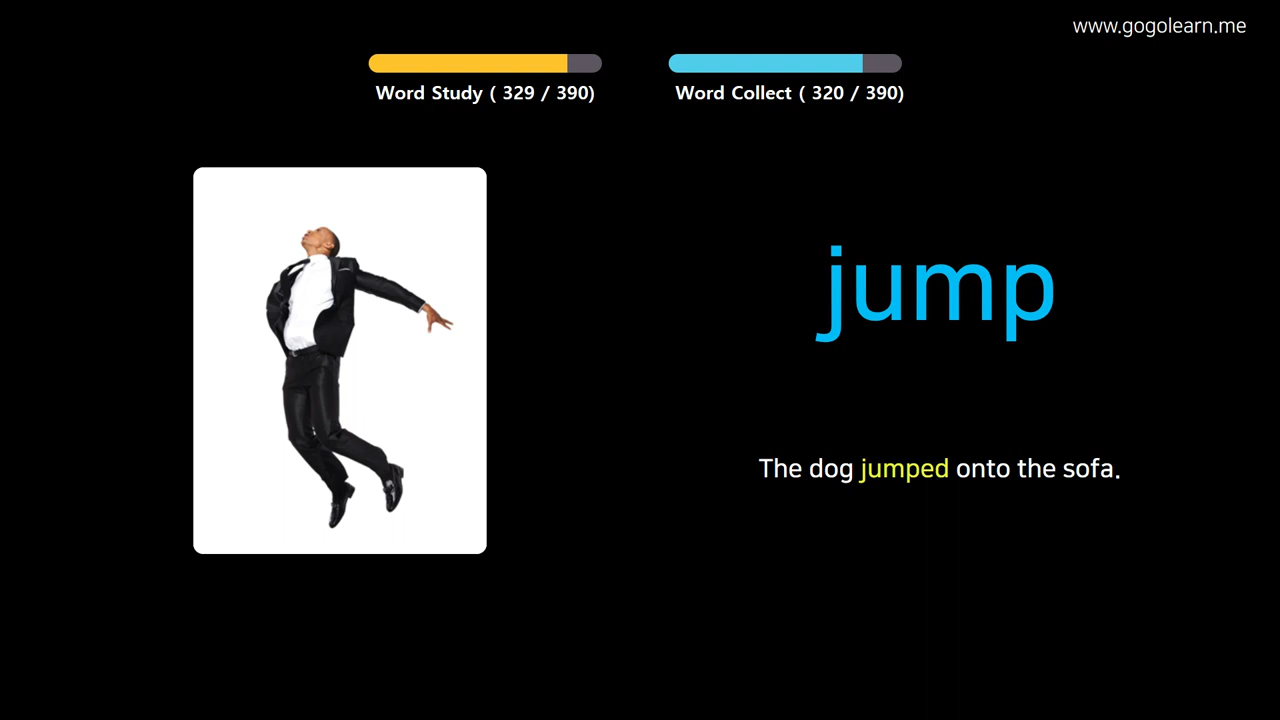 www.gogolearn.me
Word Study ( 329 / 390)
Word Collect ( 320 / 390)
jump
The dog jumped onto the sofa.